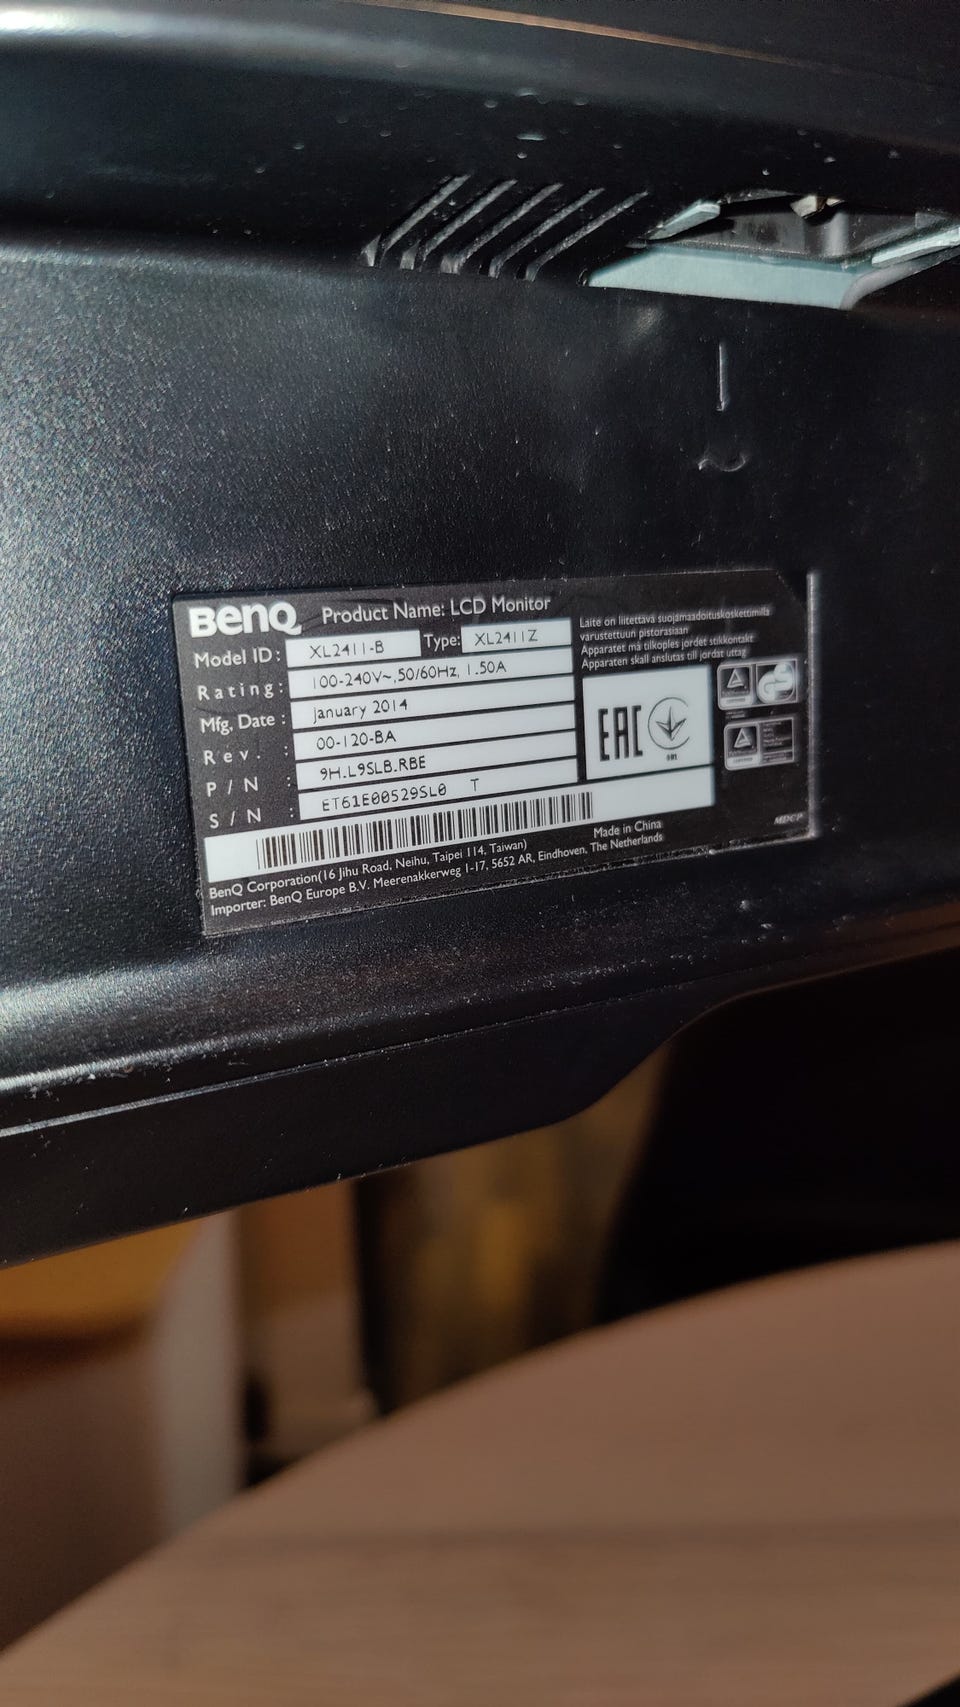 BenQ Product Name: LCD Monitor
Model ID: XL2411-B Type: XL2411Z
Rating: 100-240V~,50/60Hz, 1.50A
Mfg. Date: January 2014
Rev. : 00-120-BA
P / N : 9H.L9SLB.RBE
S / N : ET61E00529SL0 T
Laite on liitettävä suojamaadoituskoskettimilla
varustettuun pistorasiaan
Apparatet må tilkoples jordet stikkontakt
Apparaten skall anslutas till jordat uttag
EAC
MDCP
Made in China
BenQ Corporation(16 Jihu Road, Neihu, Taipei 114, Taiwan)
Importer: BenQ Europe B.V. Meerenakkerweg 1-17, 5652 AR, Eindhoven, The Netherlands